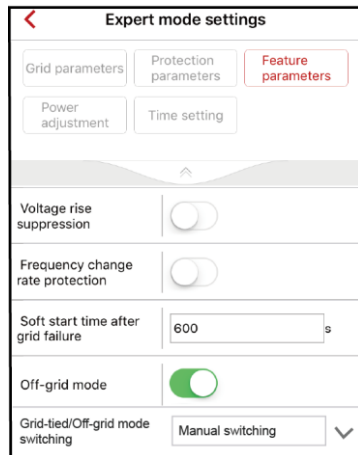 Expert mode settings
Grid parameters
Protection
parameters
Feature
parameters
Power
adjustment
Time setting
Voltage rise
suppression
Frequency change
rate protection
Soft start time after
grid failure
600
s
Off-grid mode
Grid-tied/Off-grid mode
switching
Manual switching